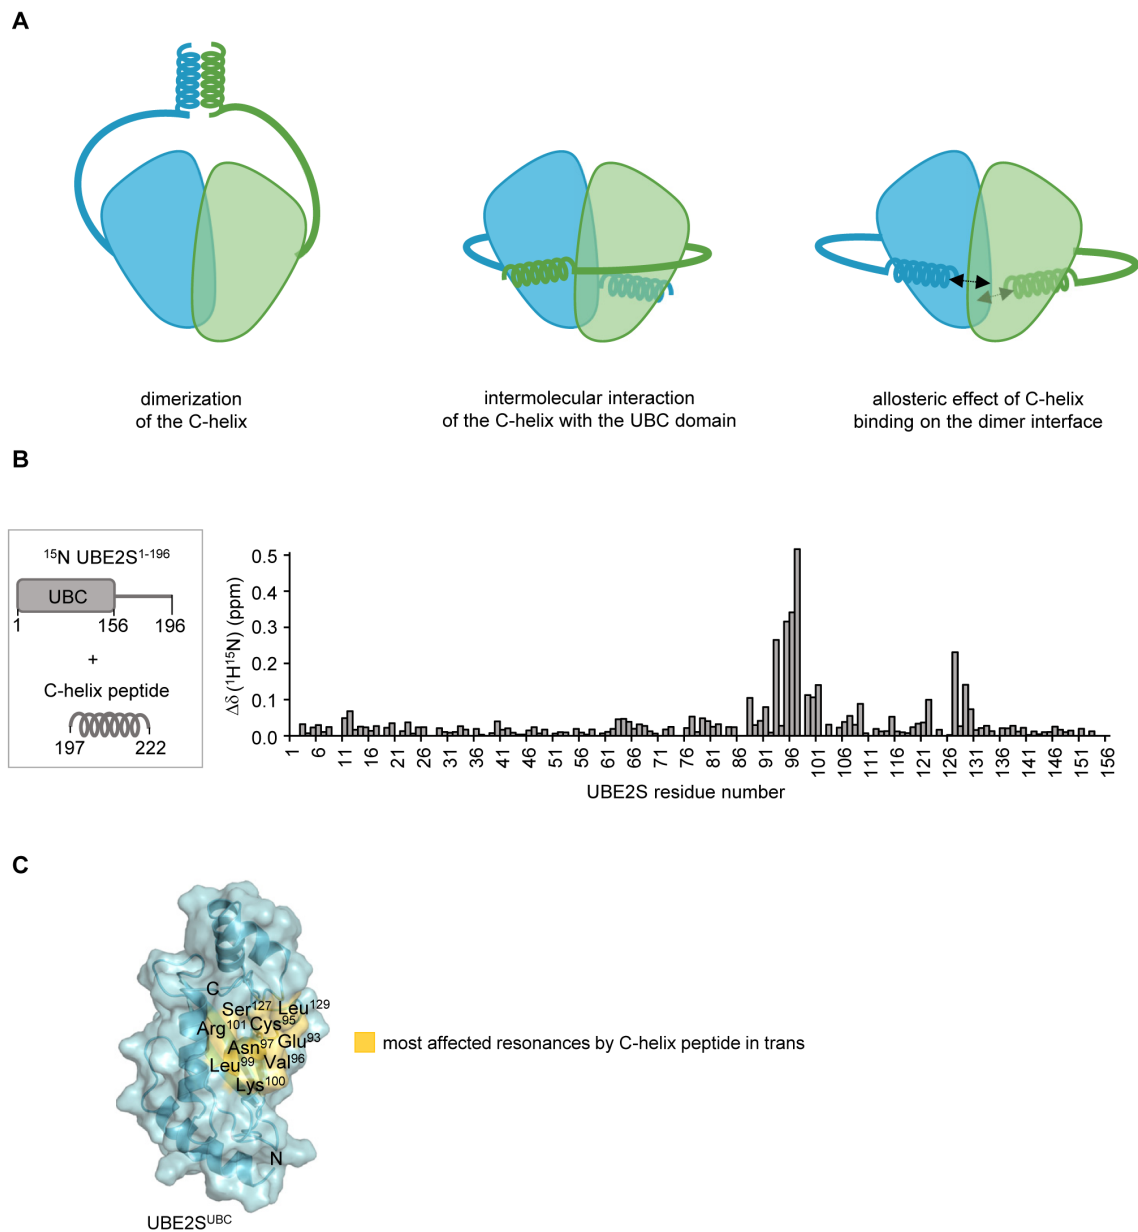 A
dimerization
of the C-helix
intermolecular interaction
of the C-helix with the UBC domain
allosteric effect of C-helix
binding on the dimer interface
B
¹⁵N UBE2S¹⁻¹⁹⁶
UBC
1 156 196
+
C-helix peptide
197 222
Δδ (¹H¹⁵N) (ppm)
0.5
0.4
0.3
0.2
0.1
0.0
1 6 11 16 21 26 31 36 41 46 51 56 61 66 71 76 81 86 91 96 101 106 111 116 121 126 131 136 141 146 151 156
UBE2S residue number
C
C
Ser¹²⁷ Leu¹²⁹
Arg¹⁰¹ Cys⁹⁵
Asn⁹⁷ Glu⁹³
Leu⁹⁹ Val⁹⁶
Lys¹⁰⁰
N
most affected resonances by C-helix peptide in trans
UBE2Sᵁᴮᶜ